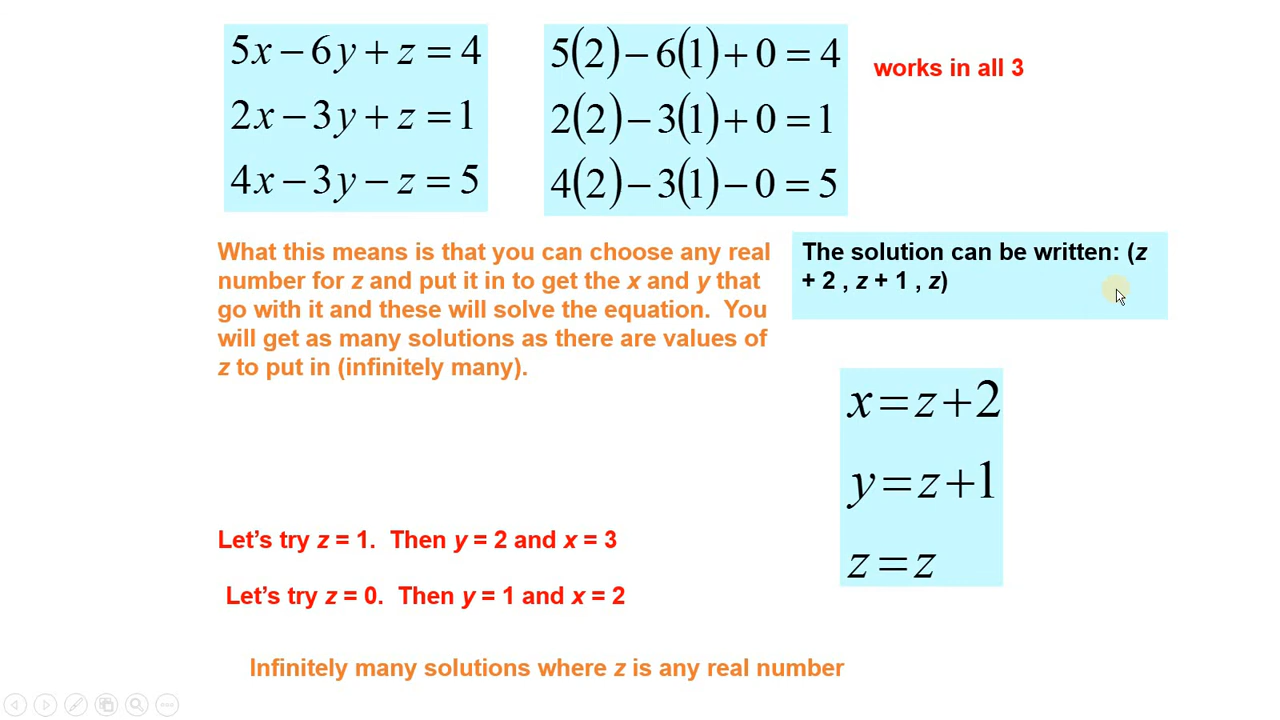 5x − 6y + z = 4
2x − 3y + z = 1
4x − 3y − z = 5
5(2) − 6(1) + 0 = 4
2(2) − 3(1) + 0 = 1
4(2) − 3(1) − 0 = 5
works in all 3
What this means is that you can choose any real
number for z and put it in to get the x and y that
go with it and these will solve the equation.  You
will get as many solutions as there are values of
z to put in (infinitely many).
The solution can be written: (z
+ 2 , z + 1 , z)
x = z + 2
y = z + 1
z = z
Let’s try z = 1.  Then y = 2 and x = 3
Let’s try z = 0.  Then y = 1 and x = 2
Infinitely many solutions where z is any real number